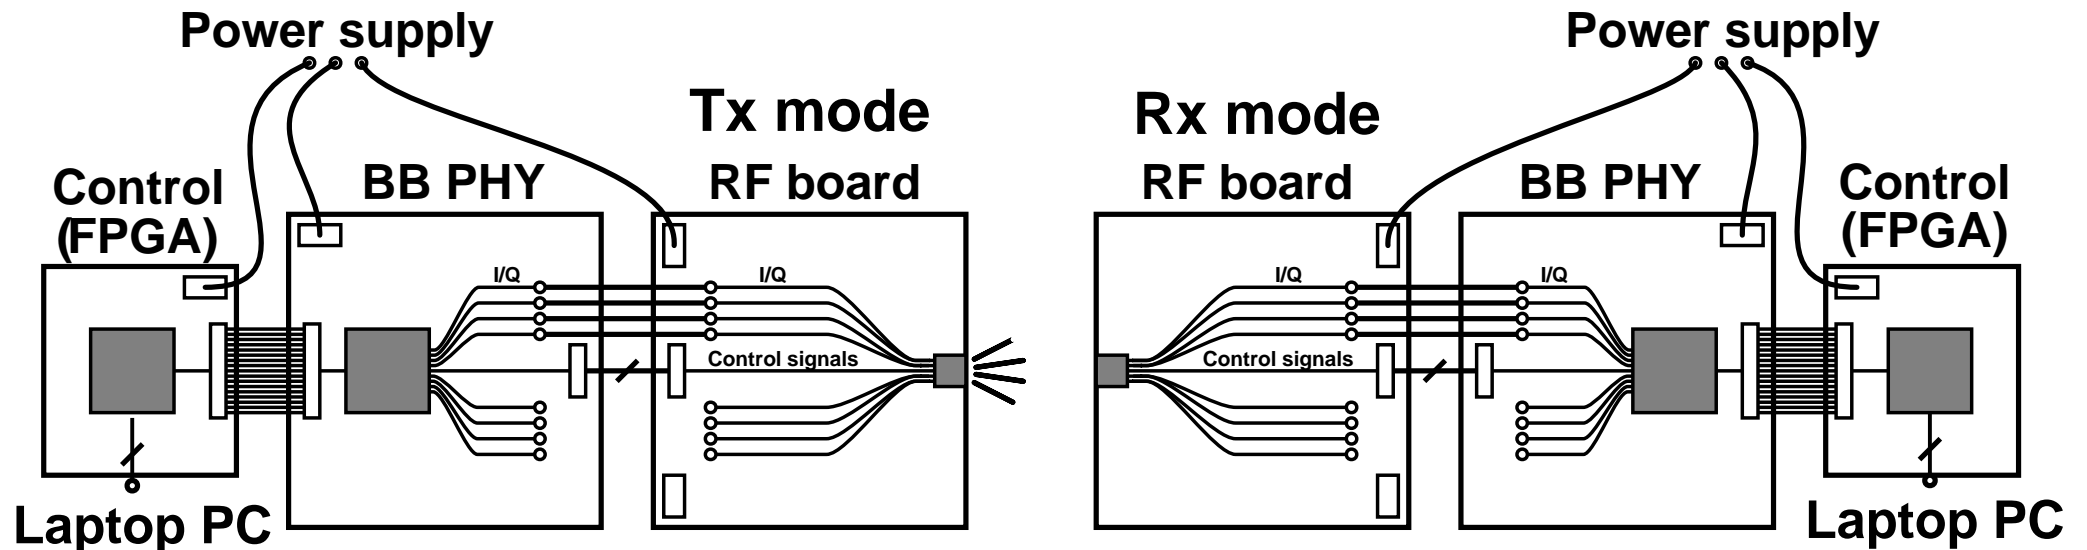 Power supply
Power supply
Tx mode
Rx mode
Control
(FPGA)
BB PHY
RF board
RF board
BB PHY
Control
(FPGA)
I/Q
I/Q
I/Q
I/Q
Control signals
Control signals
Laptop PC
Laptop PC